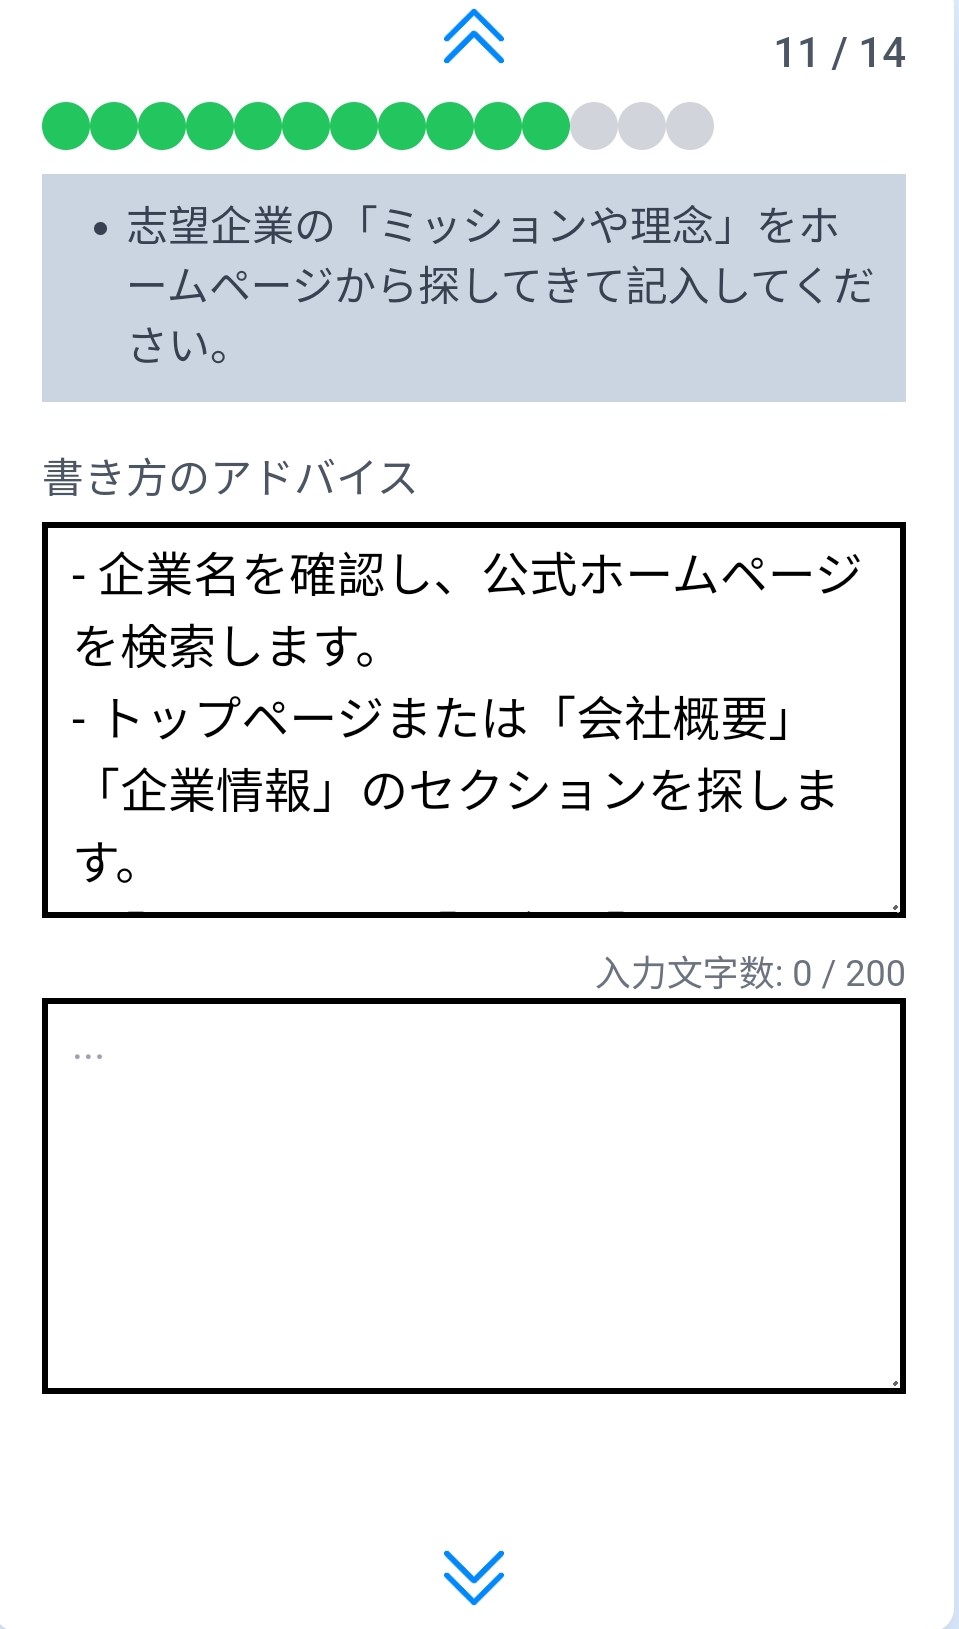 11 / 14
• 志望企業の「ミッションや理念」をホ
ームページから探してきて記入してくだ
さい。
書き方のアドバイス
- 企業名を確認し、公式ホームページ
を検索します。
- トップページまたは「会社概要」
「企業情報」のセクションを探しま
す。
入力文字数: 0 / 200
...